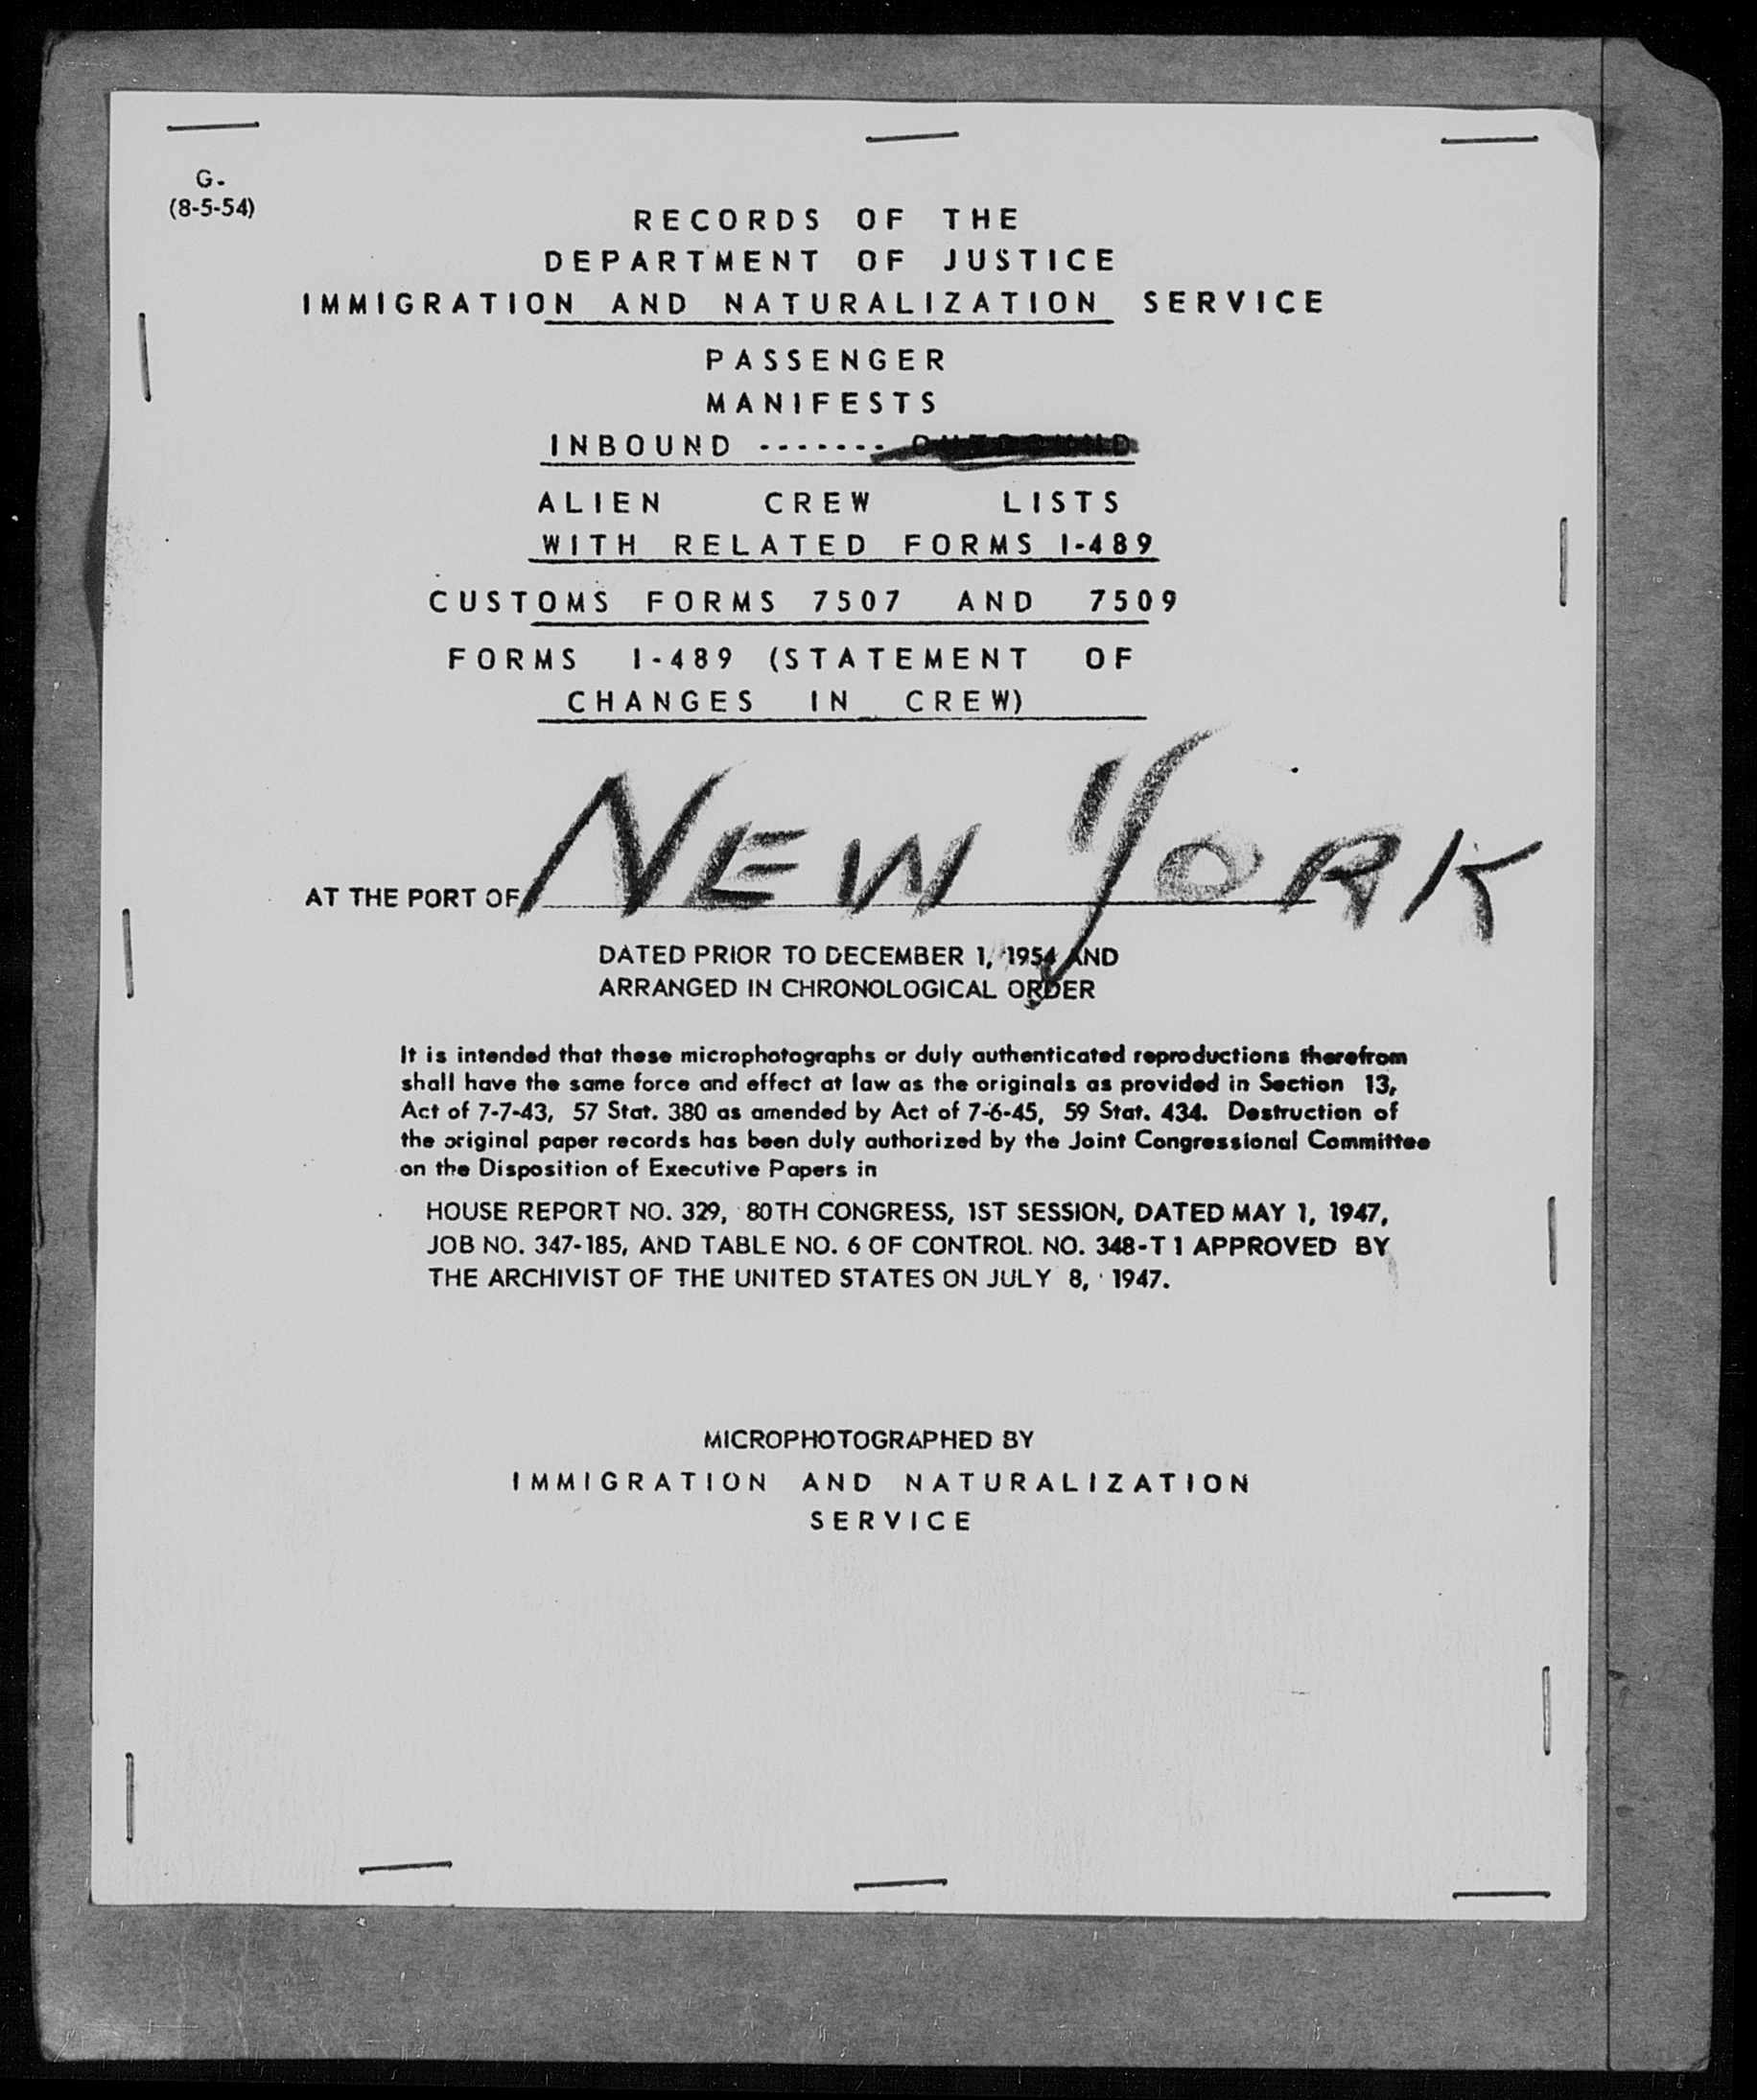 G-
(8-5-54)
RECORDS OF THE
DEPARTMENT OF JUSTICE
IMMIGRATION AND NATURALIZATION SERVICE
PASSENGER
MANIFESTS
INBOUND ------- OUTBOUND
ALIEN CREW LISTS
WITH RELATED FORMS I-489
CUSTOMS FORMS 7507 AND 7509
FORMS I-489 (STATEMENT OF
CHANGES IN CREW)
AT THE PORT OF NEW YORK
DATED PRIOR TO DECEMBER 1, 1954 AND
ARRANGED IN CHRONOLOGICAL ORDER
It is intended that these microphotographs or duly authenticated reproductions therefrom
shall have the same force and effect at law as the originals as provided in Section 13,
Act of 7-7-43, 57 Stat. 380 as amended by Act of 7-6-45, 59 Stat. 434. Destruction of
the original paper records has been duly authorized by the Joint Congressional Committee
on the Disposition of Executive Papers in
HOUSE REPORT NO. 329, 80TH CONGRESS, 1ST SESSION, DATED MAY 1, 1947,
JOB NO. 347-185, AND TABLE NO. 6 OF CONTROL NO. 348-T1 APPROVED BY
THE ARCHIVIST OF THE UNITED STATES ON JULY 8, 1947.
MICROPHOTOGRAPHED BY
IMMIGRATION AND NATURALIZATION
SERVICE